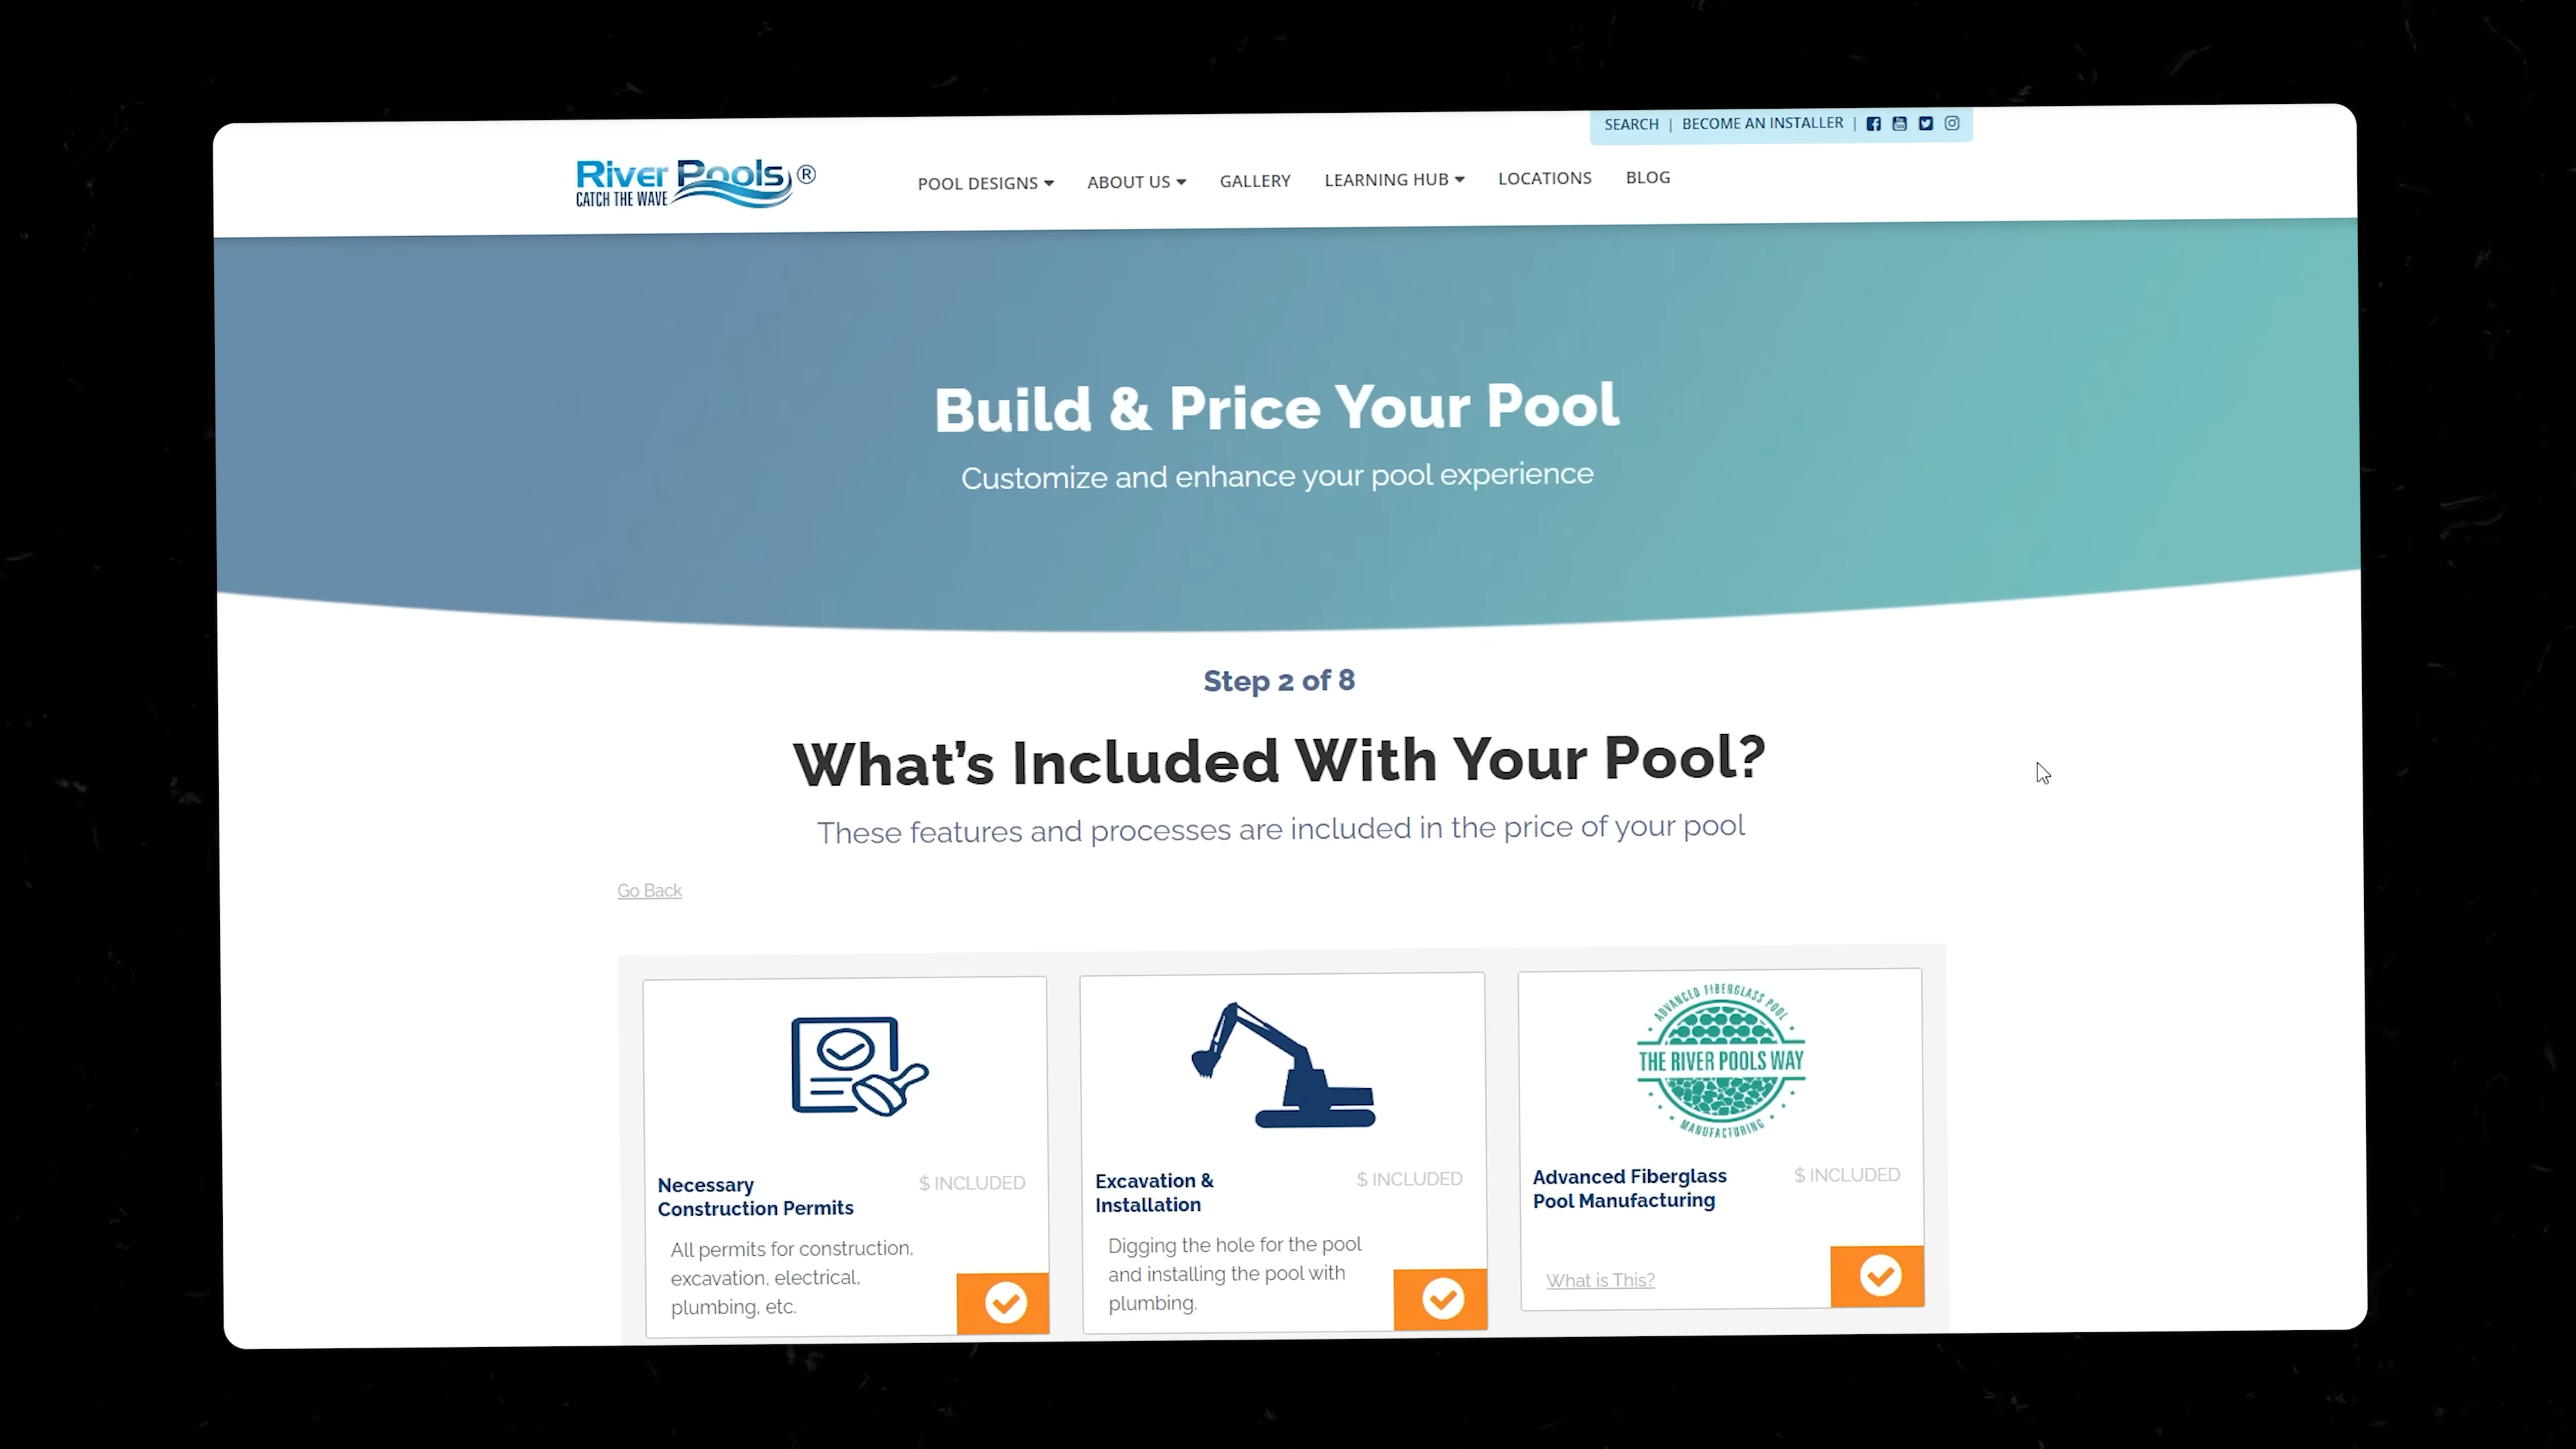 SEARCH | BECOME AN INSTALLER |
River Pools®
CATCH THE WAVE
POOL DESIGNS ABOUT US GALLERY LEARNING HUB LOCATIONS BLOG
Build & Price Your Pool
Customize and enhance your pool experience
Step 2 of 8
What's Included With Your Pool?
These features and processes are included in the price of your pool
Go Back
Necessary
Construction Permits
$ INCLUDED
All permits for construction,
excavation, electrical,
plumbing, etc.
Excavation &
Installation
$ INCLUDED
Digging the hole for the pool
and installing the pool with
plumbing.
ADVANCED FIBERGLASS POOL
THE RIVER POOLS WAY
MANUFACTURING
Advanced Fiberglass
Pool Manufacturing
$ INCLUDED
What is This?